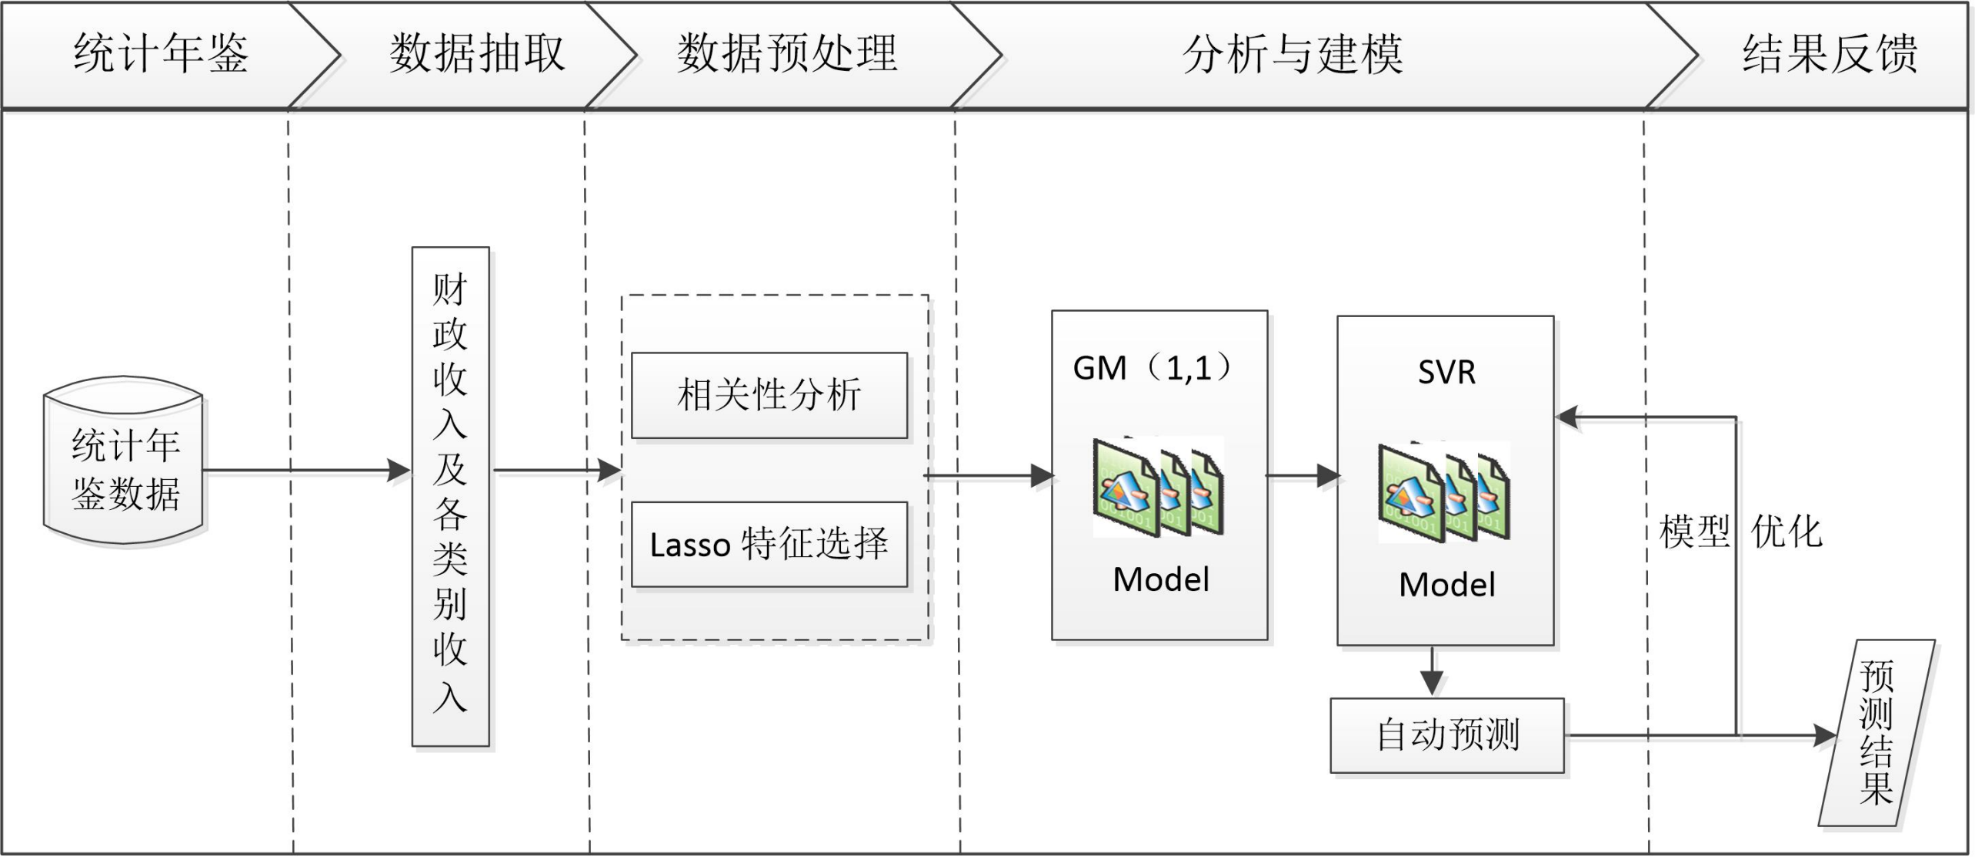 统计年鉴
数据抽取
数据预处理
分析与建模
结果反馈
统计年
鉴数据
财政收入及各类别收入
相关性分析
Lasso 特征选择
GM（1,1）
Model
SVR
Model
自动预测
模型 优化
预测结果